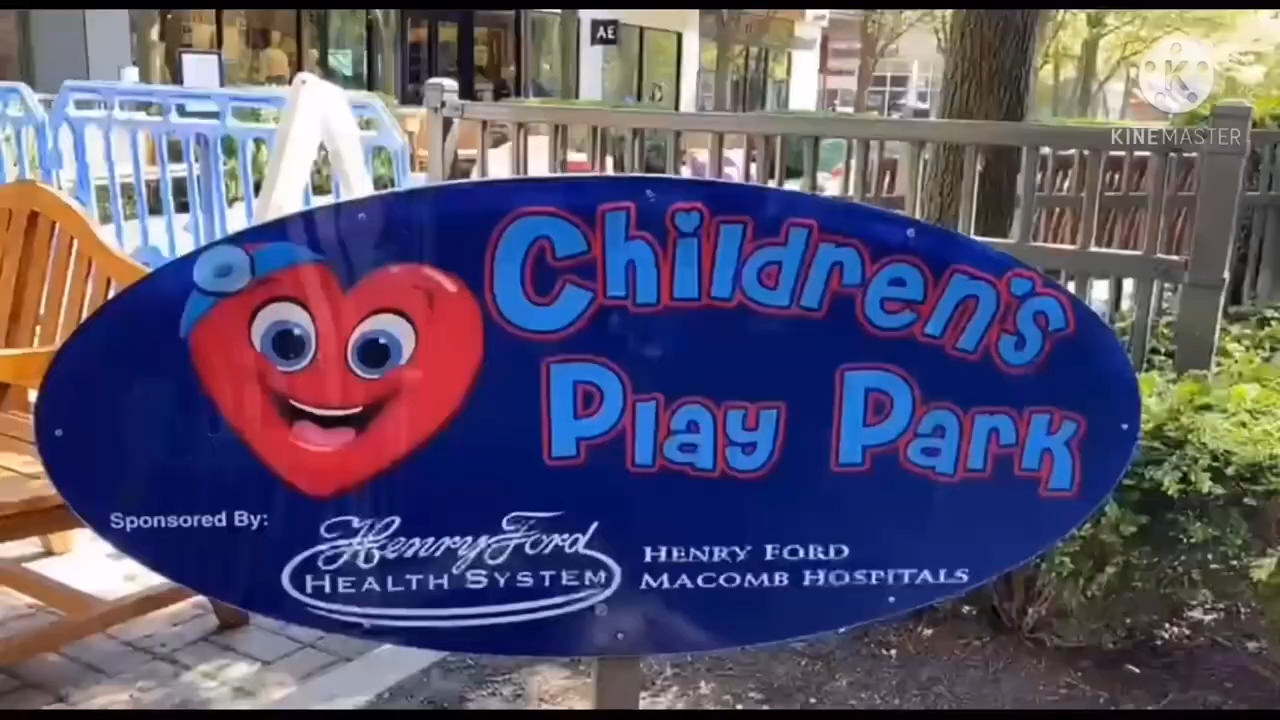 AE
K
KINEMASTER
Children's
Play Park
Sponsored By:
Henry Ford
HEALTH SYSTEM
HENRY FORD
MACOMB HOSPITALS